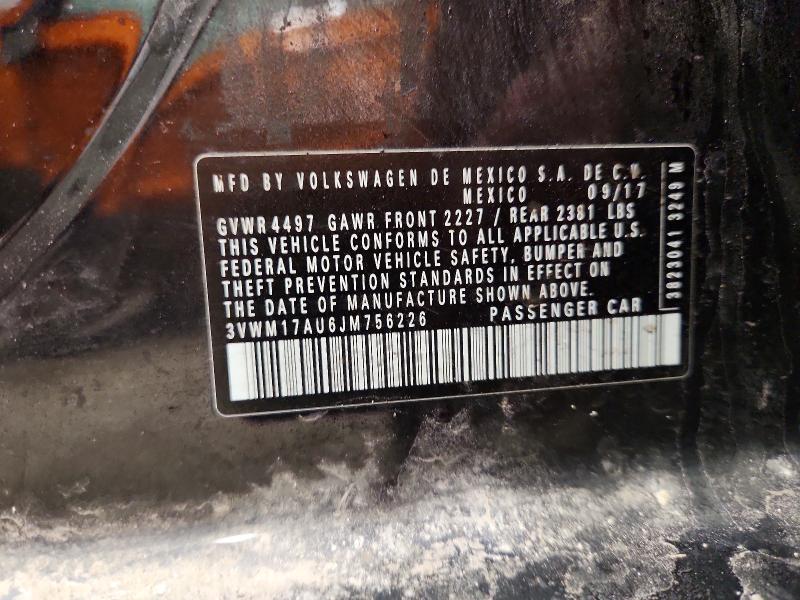 MFD BY VOLKSWAGEN DE MEXICO S.A. DE C.V.
MEXICO 09/17
GVWR 4497 GAWR FRONT 2227 / REAR 2381 LBS
THIS VEHICLE CONFORMS TO ALL APPLICABLE U.S.
FEDERAL MOTOR VEHICLE SAFETY, BUMPER AND
THEFT PREVENTION STANDARDS IN EFFECT ON
THE DATE OF MANUFACTURE SHOWN ABOVE.
3VWM17AU6JM756226 PASSENGER CAR
3823041 3249 M